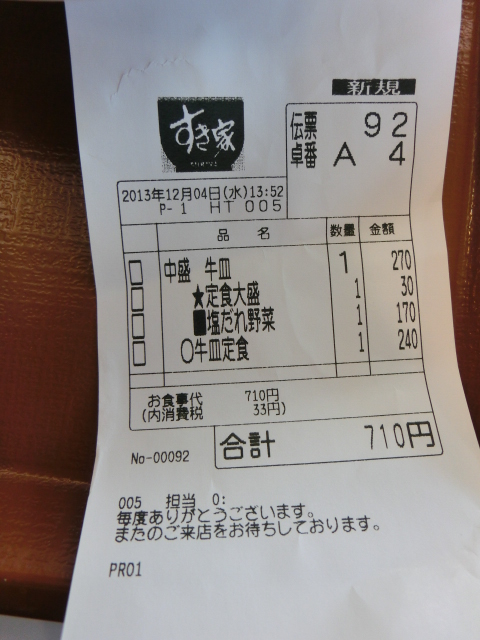 新規
すき家
伝票 92
卓番 A 4
2013年12月04日(水)13:52
P- 1 HT 005
品 名 数量 金額
中盛 牛皿 1 270
★定食大盛 1 30
■塩だれ野菜 1 170
○牛皿定食 1 240
お食事代 710円
(内消費税 33円)
合計 710円
No-00092
005 担当 0:
毎度ありがとうございます。
またのご来店をお待ちしております。
PR01